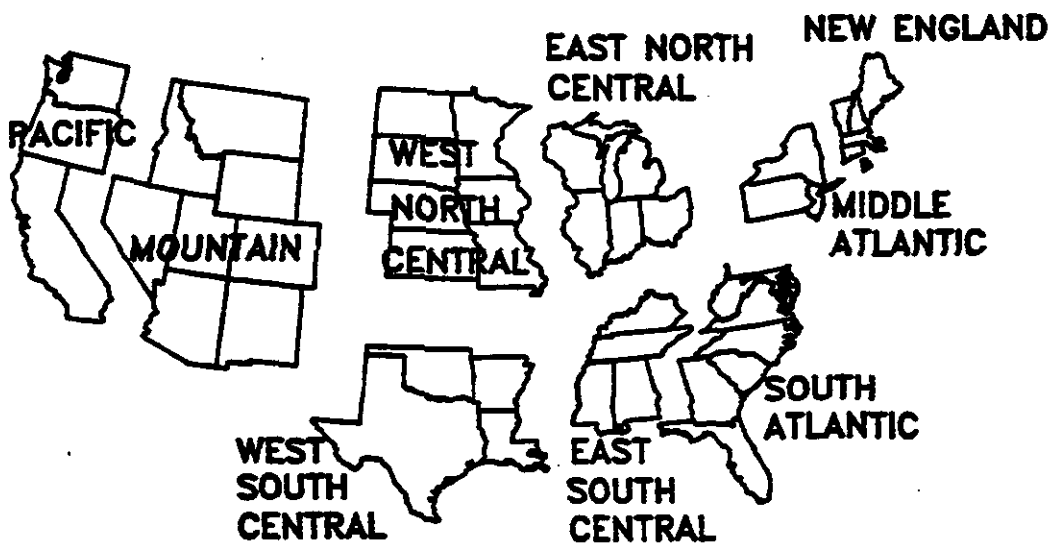 NEW ENGLAND
EAST NORTH
CENTRAL
PACIFIC
WEST
NORTH
CENTRAL
MOUNTAIN
MIDDLE
ATLANTIC
SOUTH
ATLANTIC
WEST
SOUTH
CENTRAL
EAST
SOUTH
CENTRAL